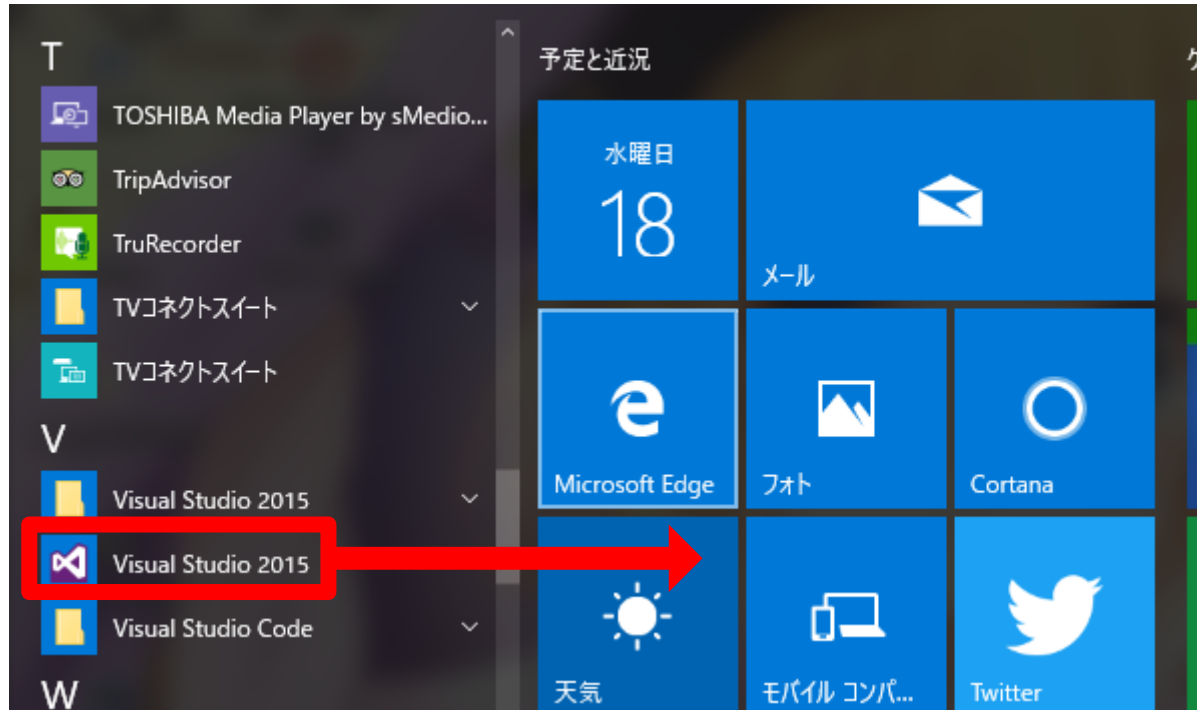 T
TOSHIBA Media Player by sMedio...
TripAdvisor
TruRecorder
TVコネクトスイート
TVコネクトスイート
V
Visual Studio 2015
Visual Studio 2015
Visual Studio Code
W
予定と近況
水曜日
18
メール
Microsoft Edge
フォト
Cortana
天気
モバイル コンパ...
Twitter